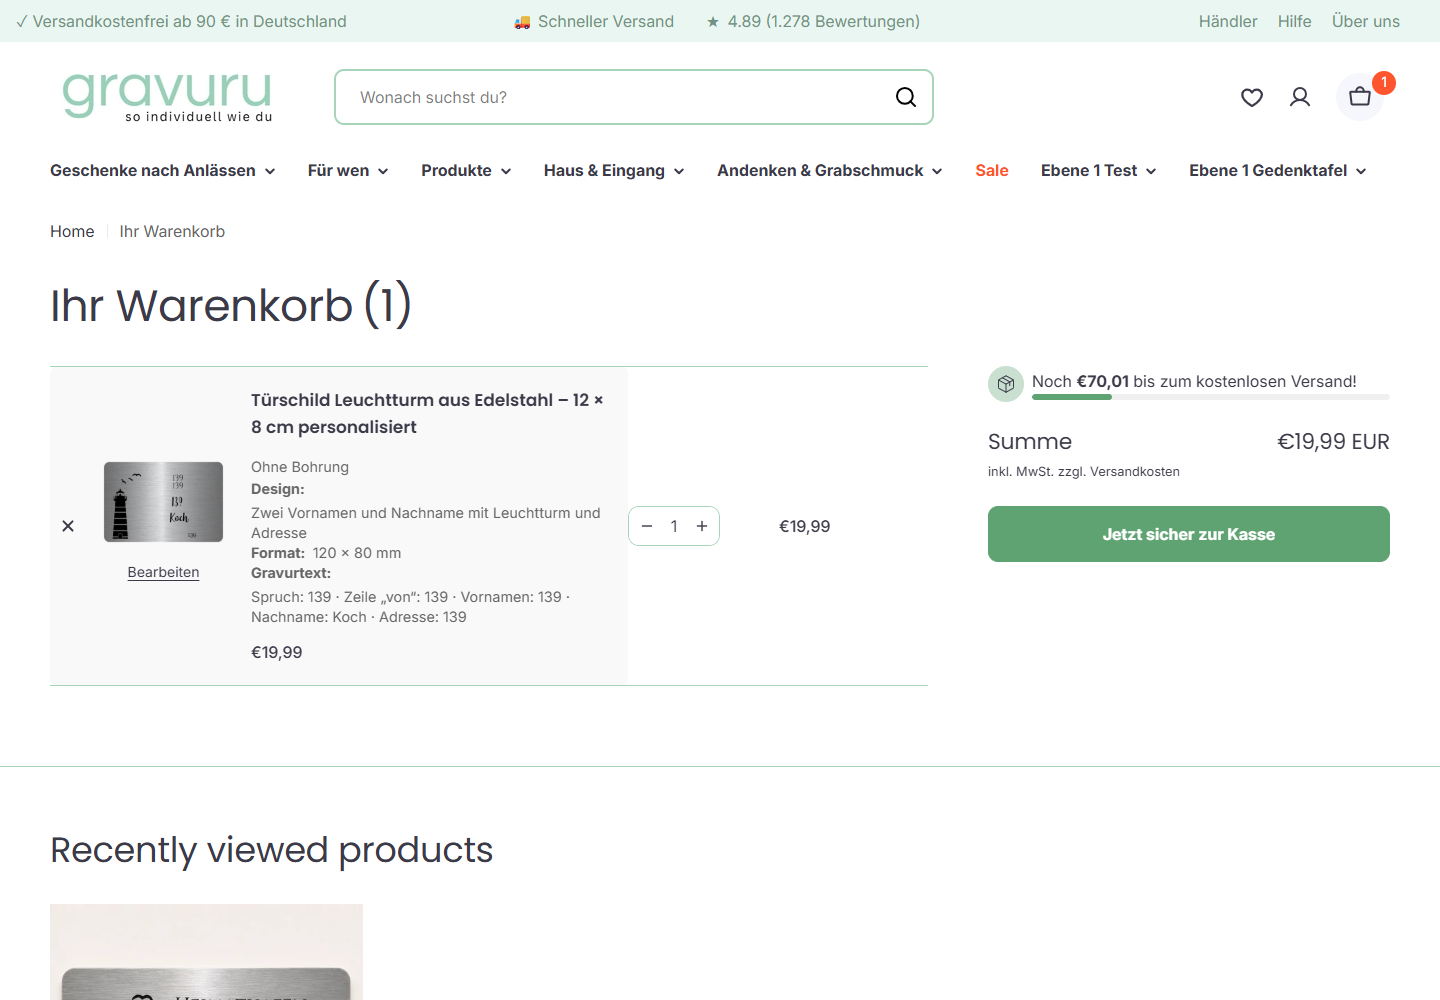 ✓ Versandkostenfrei ab 90 € in Deutschland
🚚 Schneller Versand
★ 4.89 (1.278 Bewertungen)
Händler Hilfe Über uns
gravuru
so individuell wie du
Wonach suchst du?
1
Geschenke nach Anlässen Für wen Produkte Haus & Eingang Andenken & Grabschmuck Sale Ebene 1 Test Ebene 1 Gedenktafel
Home Ihr Warenkorb
Ihr Warenkorb (1)
Türschild Leuchtturm aus Edelstahl – 12 ×
8 cm personalisiert
Ohne Bohrung
Design:
Zwei Vornamen und Nachname mit Leuchtturm und
Adresse
Format: 120 × 80 mm
Gravurtext:
Spruch: 139 · Zeile „von“: 139 · Vornamen: 139 ·
Nachname: Koch · Adresse: 139
€19,99
139
139
139
Koch
139
Bearbeiten
− 1 +
€19,99
Noch €70,01 bis zum kostenlosen Versand!
Summe €19,99 EUR
inkl. MwSt. zzgl. Versandkosten
Jetzt sicher zur Kasse
Recently viewed products